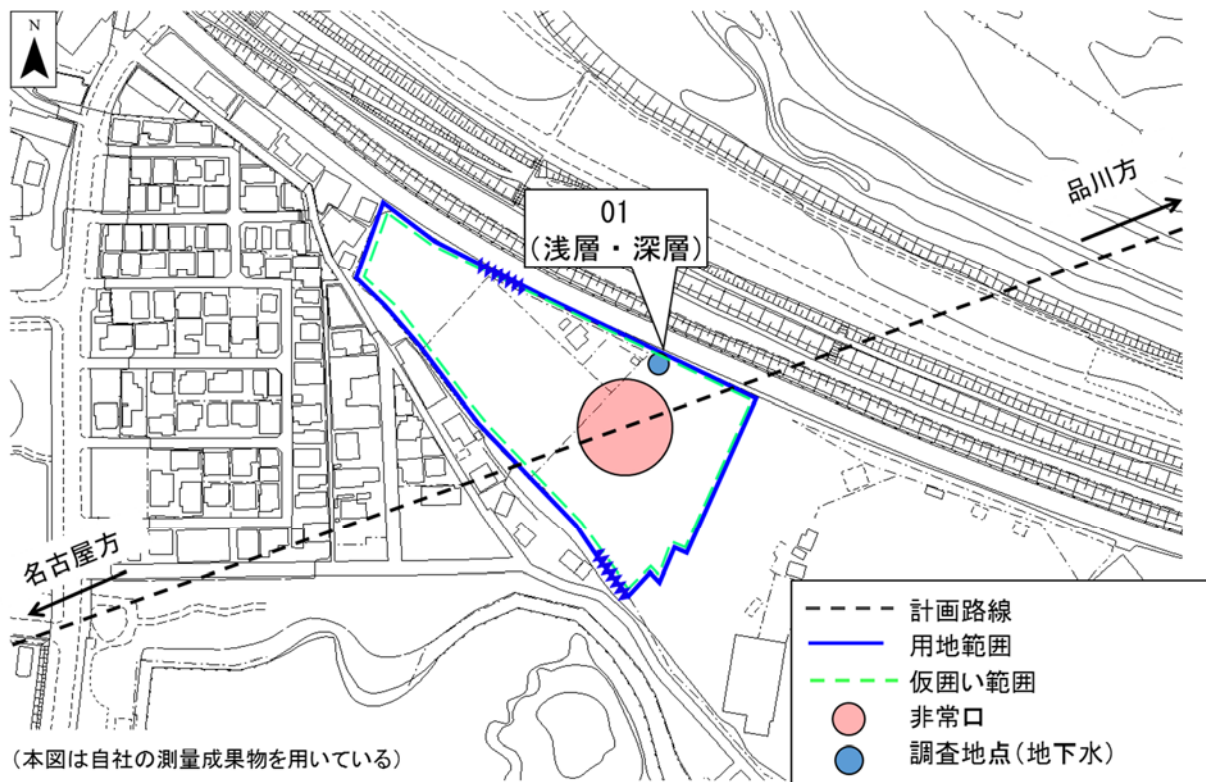 N
品川方
01
(浅層・深層)
名古屋方
計画路線
用地範囲
仮囲い範囲
非常口
調査地点(地下水)
(本図は自社の測量成果物を用いている)